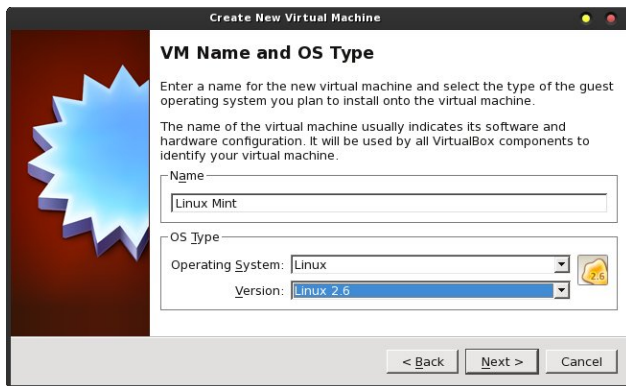 Create New Virtual Machine
VM Name and OS Type
Enter a name for the new virtual machine and select the type of the guest
operating system you plan to install onto the virtual machine.
The name of the virtual machine usually indicates its software and
hardware configuration. It will be used by all VirtualBox components to
identify your virtual machine.
Name
Linux Mint
OS Type
Operating System: Linux
2.6
Version: Linux 2.6
< Back
Next >
Cancel